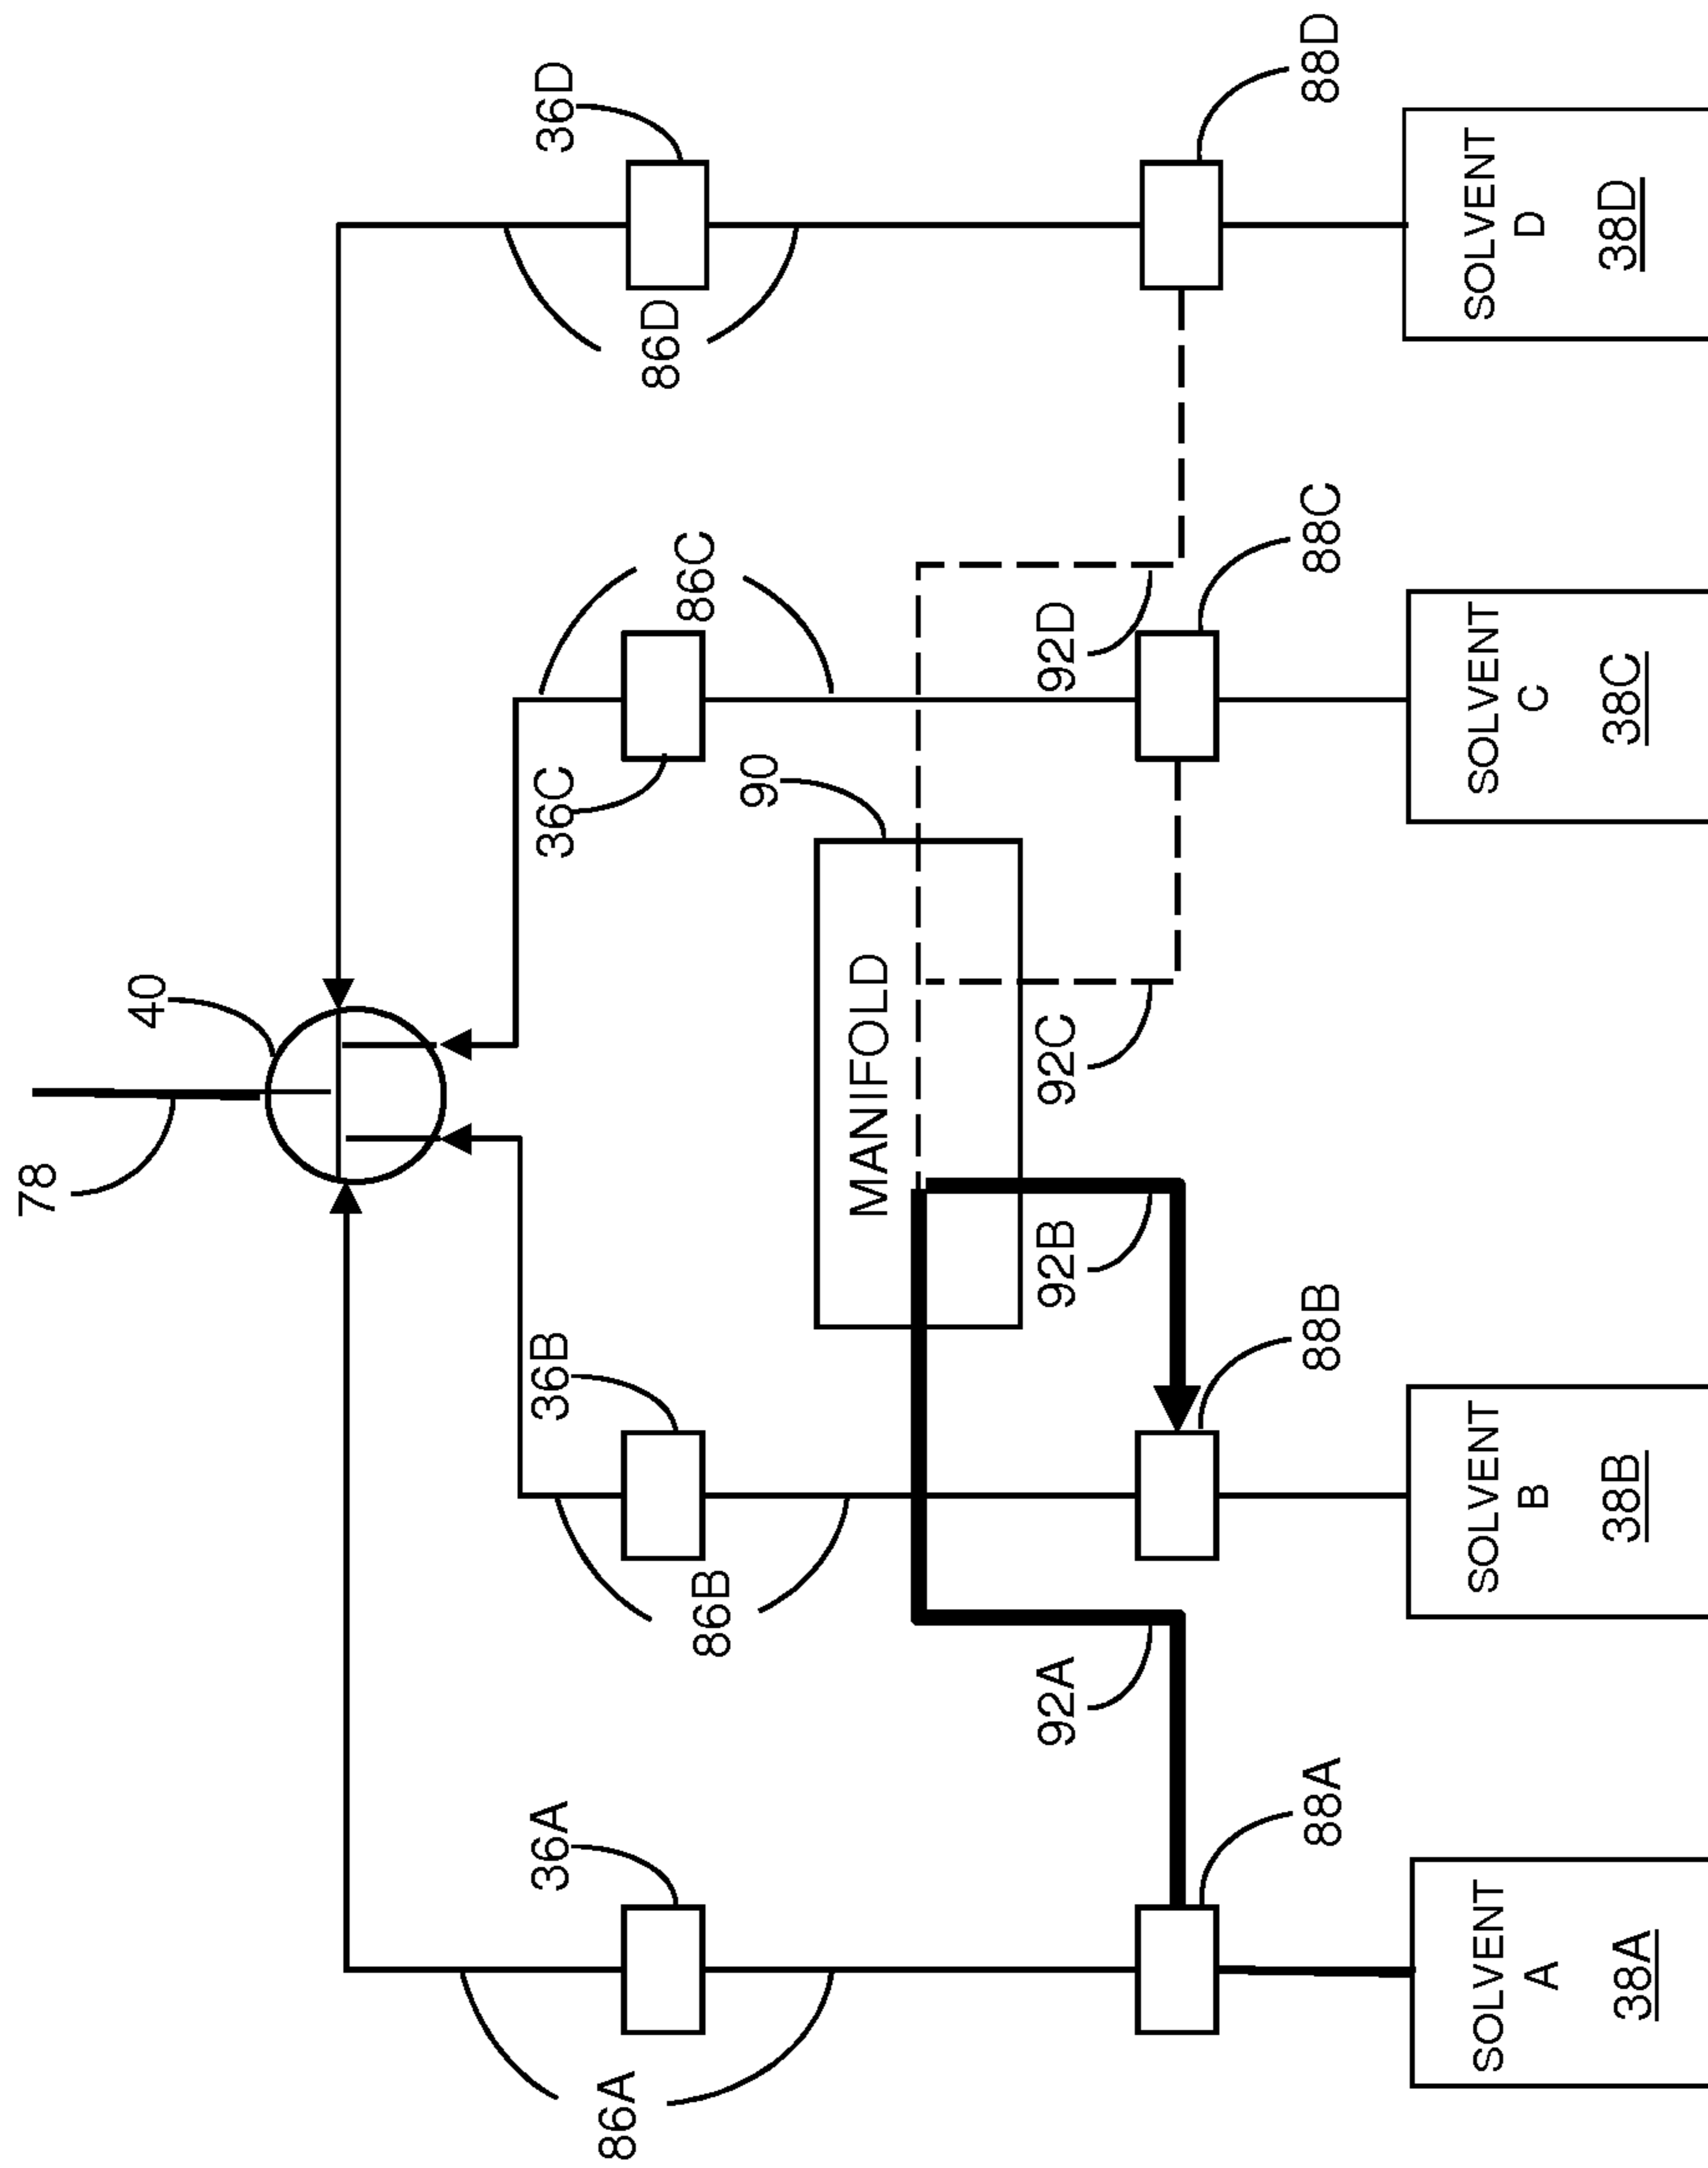 78
40
36A
36B
36C
36D
86A
86B
86C
86D
90
MANIFOLD
92A
92B
92C
92D
88A
88B
88C
88D
SOLVENT
A
38A
SOLVENT
B
38B
SOLVENT
C
38C
SOLVENT
D
38D